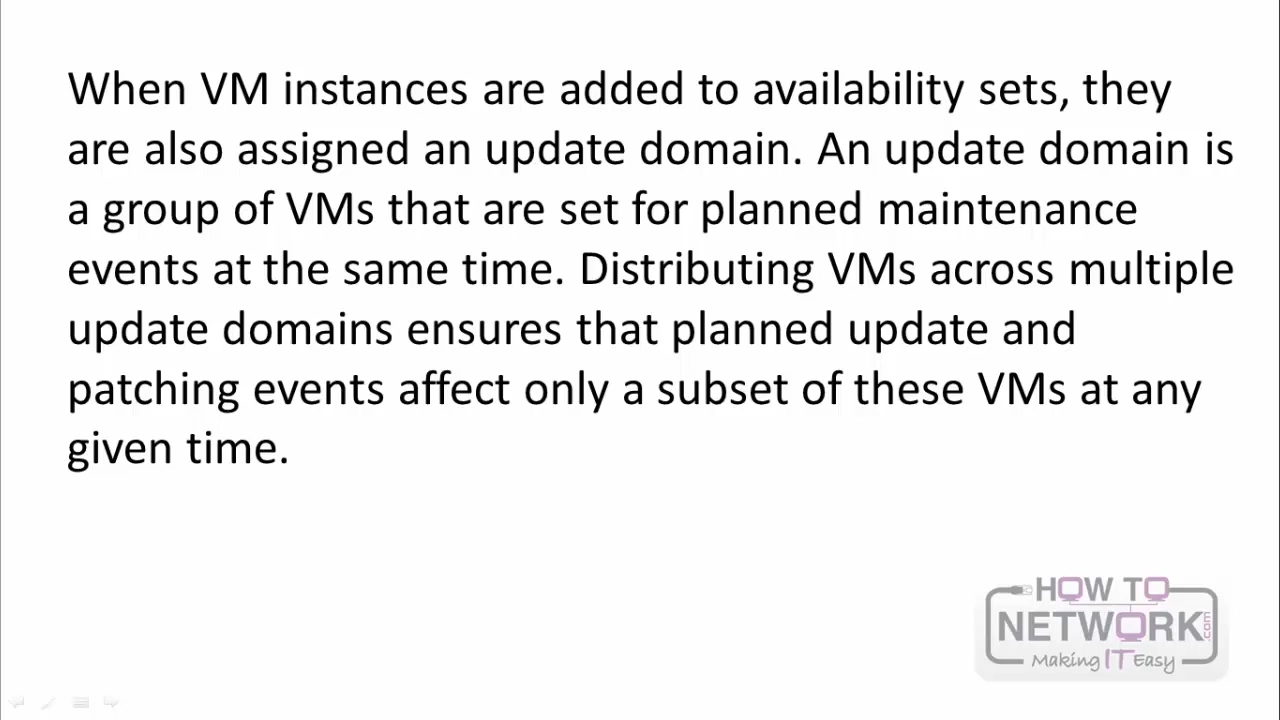 When VM instances are added to availability sets, they
are also assigned an update domain. An update domain is
a group of VMs that are set for planned maintenance
events at the same time. Distributing VMs across multiple
update domains ensures that planned update and
patching events affect only a subset of these VMs at any
given time.
HOW TO
NETWORK.com
Making IT Easy